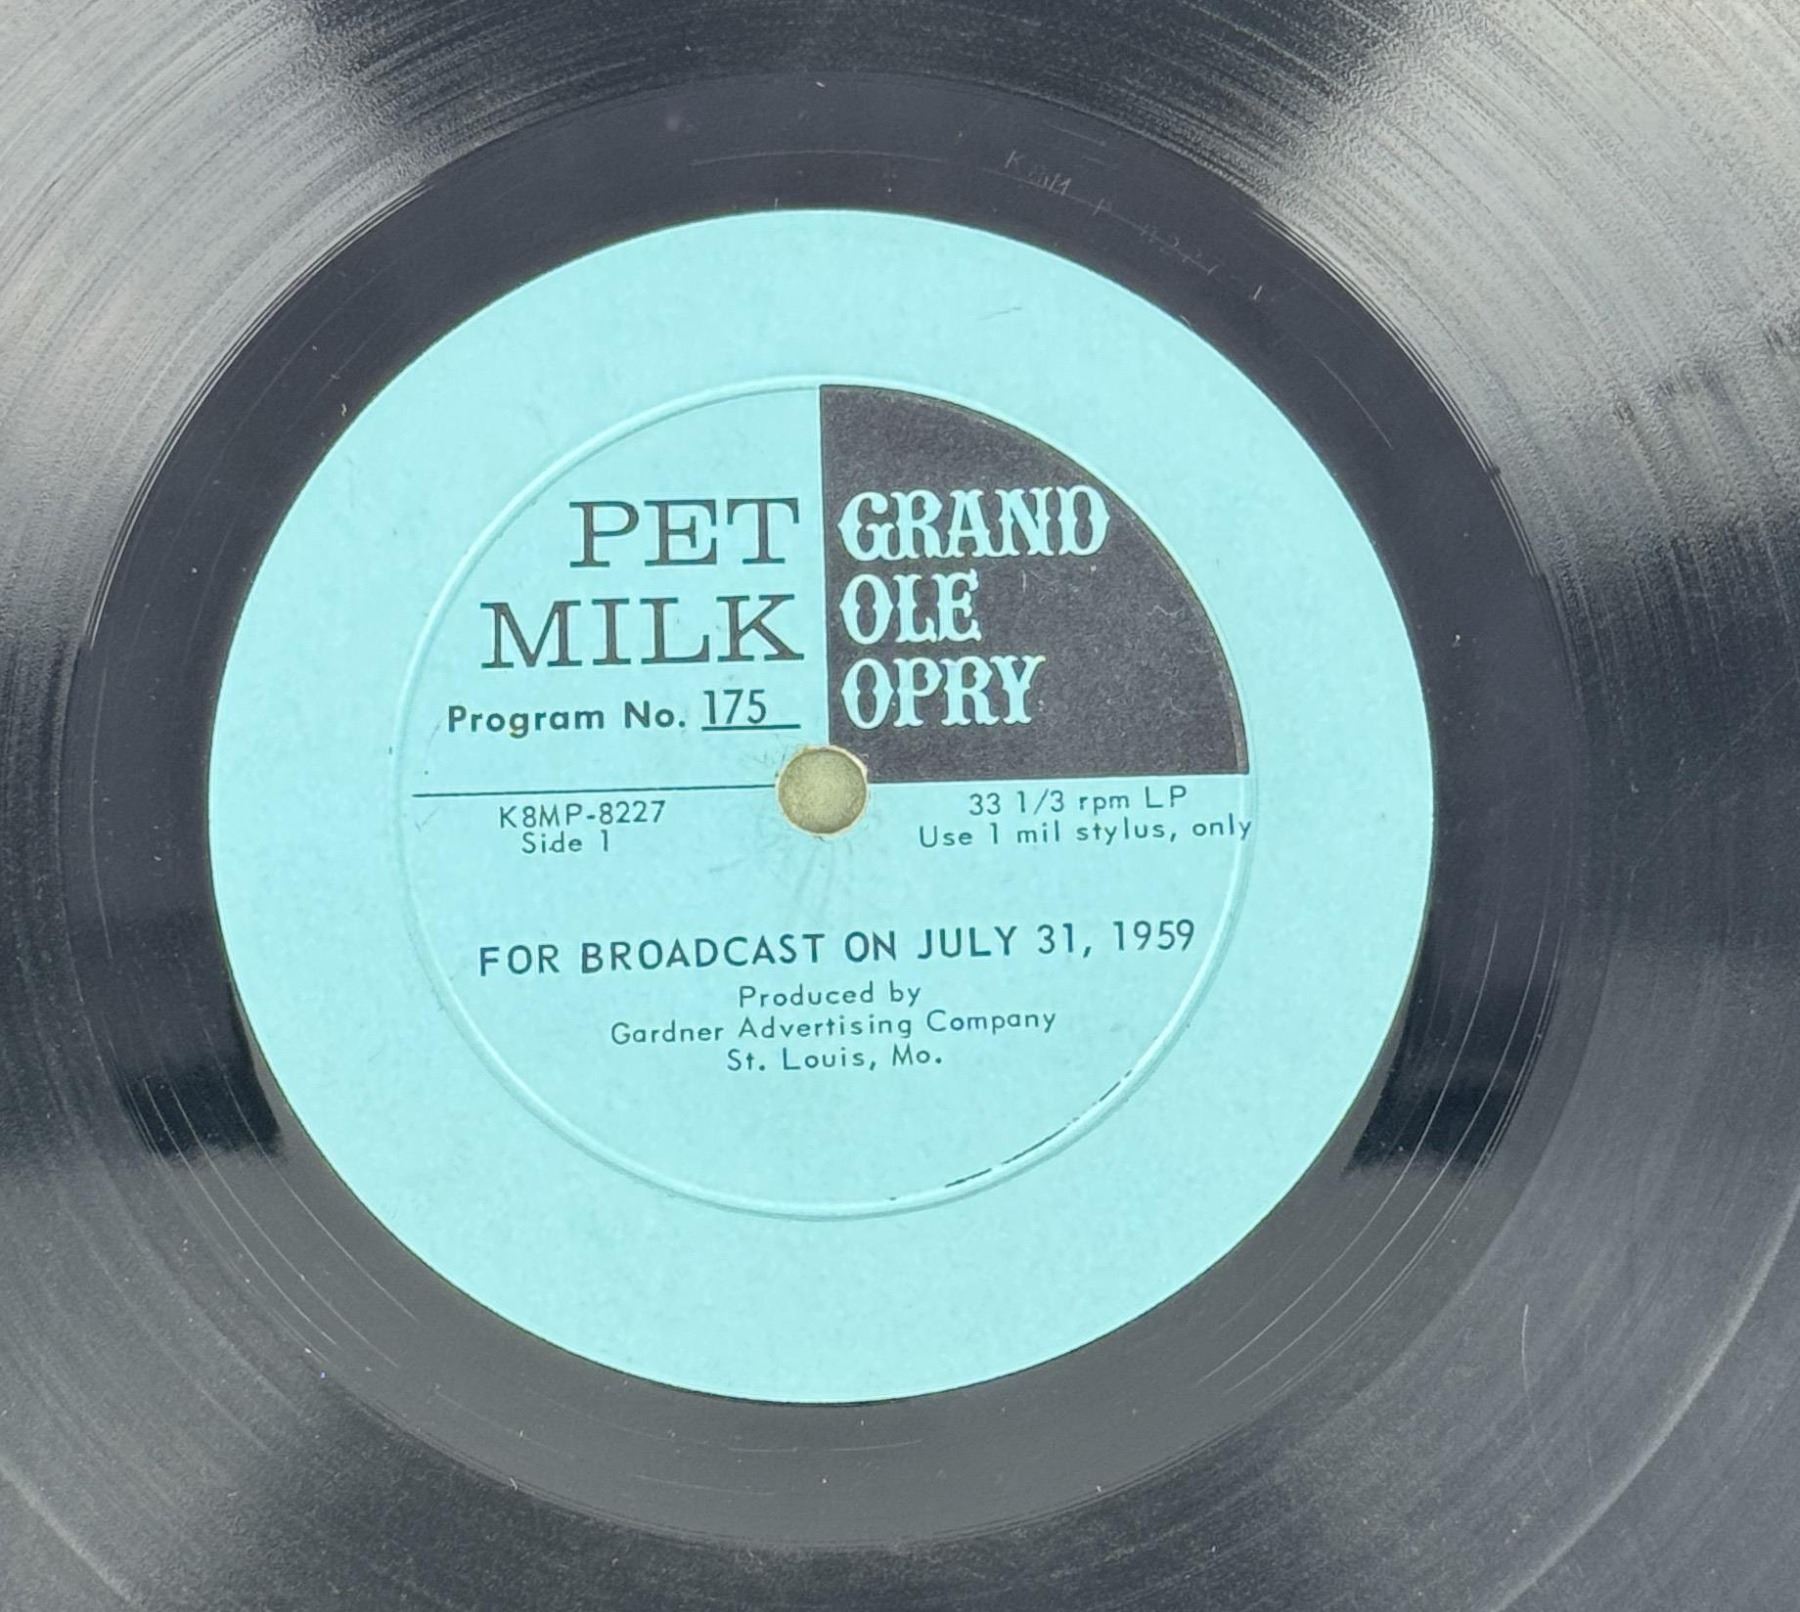 PET
MILK
Program No. 175
GRAND
OLE
OPRY
K8MP-8227
Side 1
33 1/3 rpm LP
Use 1 mil stylus, only
FOR BROADCAST ON JULY 31, 1959
Produced by
Gardner Advertising Company
St. Louis, Mo.